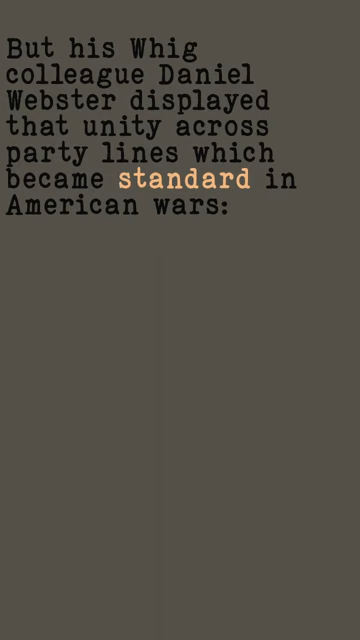 But his Whig
colleague Daniel
Webster displayed
that unity across
party lines which
became standard in
American wars: